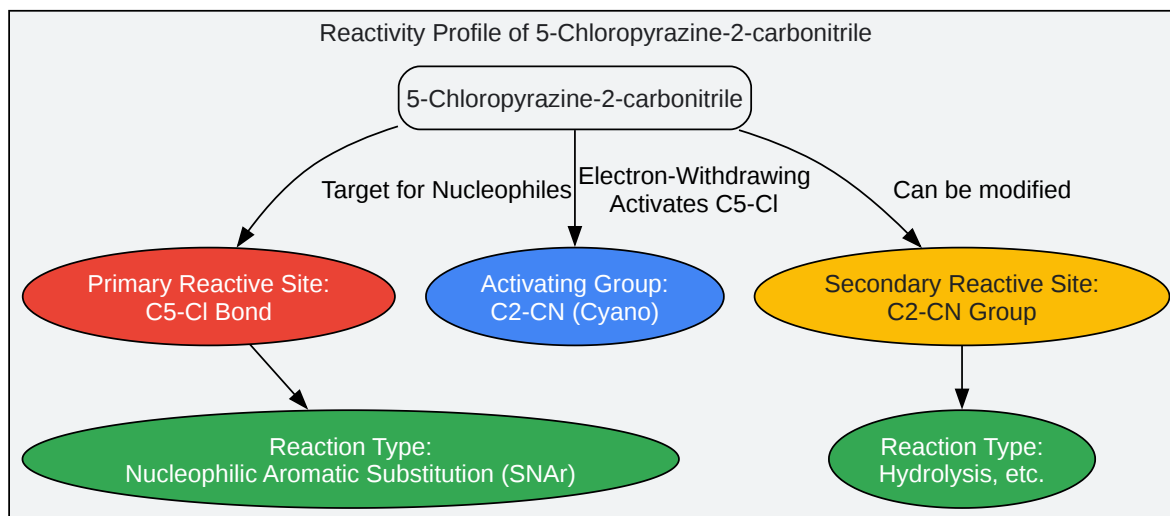 Reactivity Profile of 5-Chloropyrazine-2-carbonitrile
5-Chloropyrazine-2-carbonitrile
Target for Nucleophiles
Electron-Withdrawing
Activates C5-Cl
Can be modified
Primary Reactive Site:
C5-Cl Bond
Activating Group:
C2-CN (Cyano)
Secondary Reactive Site:
C2-CN Group
Reaction Type:
Nucleophilic Aromatic Substitution (SNAr)
Reaction Type:
Hydrolysis, etc.